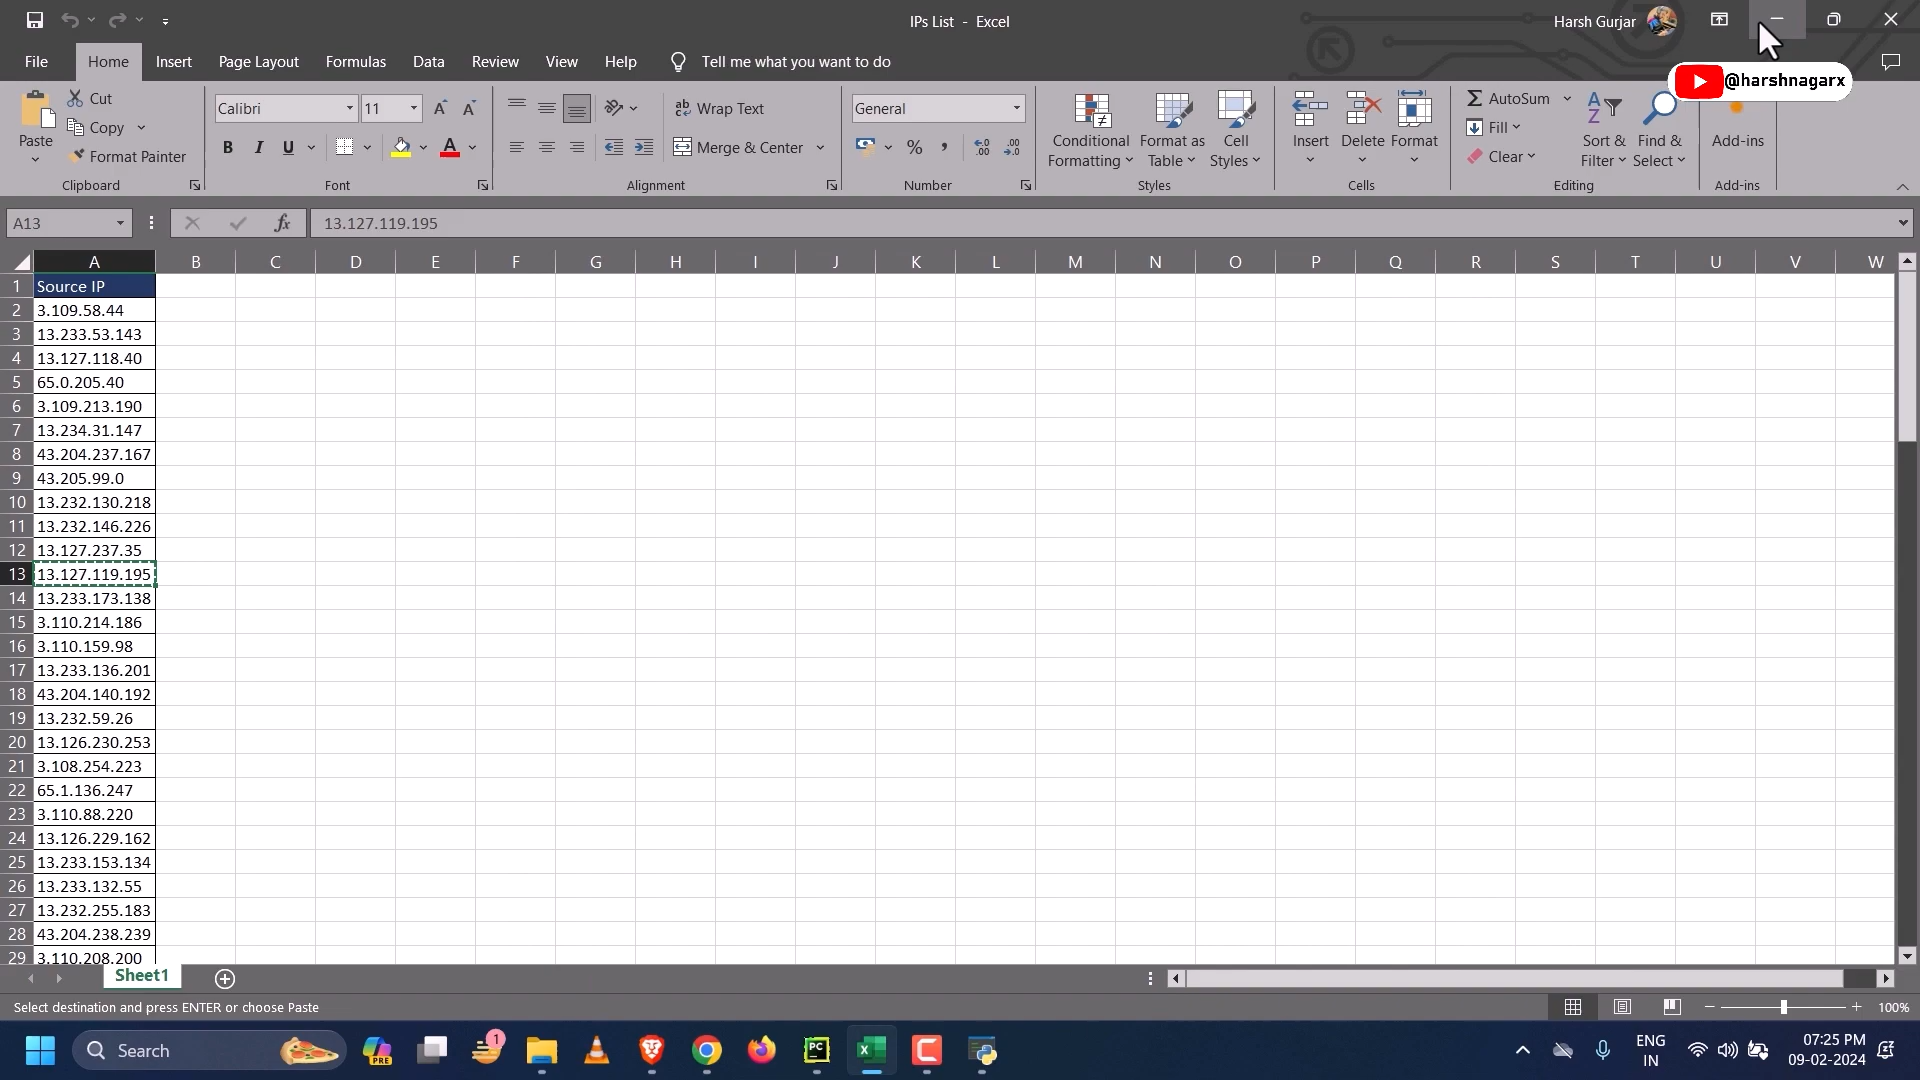 IPs List - Excel
Harsh Gurjar
File
Home
Insert
Page Layout
Formulas
Data
Review
View
Help
Tell me what you want to do
@harshnagarx
Paste
Cut
Copy
Format Painter
Clipboard
Calibri
11
A
A
B
I
U
A
Font
ab
Wrap Text
Merge & Center
Alignment
General
%
Number
Conditional
Formatting
Format as
Table
Cell
Styles
Styles
Insert
Delete
Format
Cells
AutoSum
Fill
Clear
Sort &
Filter
Find &
Select
Editing
Add-ins
Add-ins
A13
fx
13.127.119.195
A B C D E F G H I J K L M N O P Q R S T U V W
1 Source IP
2 3.109.58.44
3 13.233.53.143
4 13.127.118.40
5 65.0.205.40
6 3.109.213.190
7 13.234.31.147
8 43.204.237.167
9 43.205.99.0
10 13.232.130.218
11 13.232.146.226
12 13.127.237.35
13 13.127.119.195
14 13.233.173.138
15 3.110.214.186
16 3.110.159.98
17 13.233.136.201
18 43.204.140.192
19 13.232.59.26
20 13.126.230.253
21 3.108.254.223
22 65.1.136.247
23 3.110.88.220
24 13.126.229.162
25 13.233.153.134
26 13.233.132.55
27 13.232.255.183
28 43.204.238.239
29 3.110.208.200
Sheet1
Select destination and press ENTER or choose Paste
100%
Search
PRE
1
PC
ENG
IN
07:25 PM
09-02-2024